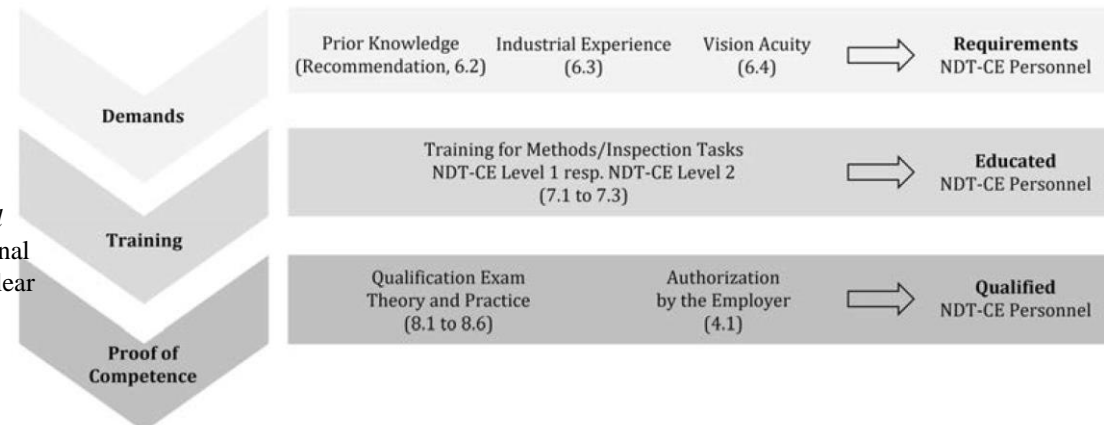 Prior Knowledge
(Recommendation, 6.2)
Industrial Experience
(6.3)
Vision Acuity
(6.4)
Requirements
NDT-CE Personnel
Demands
Training for Methods/Inspection Tasks
NDT-CE Level 1 resp. NDT-CE Level 2
(7.1 to 7.3)
Educated
NDT-CE Personnel
Training
Qualification Exam
Theory and Practice
(8.1 to 8.6)
Authorization
by the Employer
(4.1)
Qualified
NDT-CE Personnel
Proof of
Competence